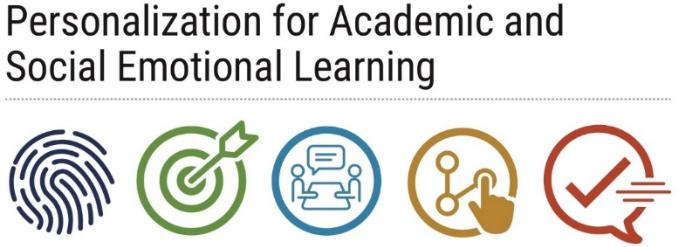 Personalization for Academic and
Social Emotional Learning